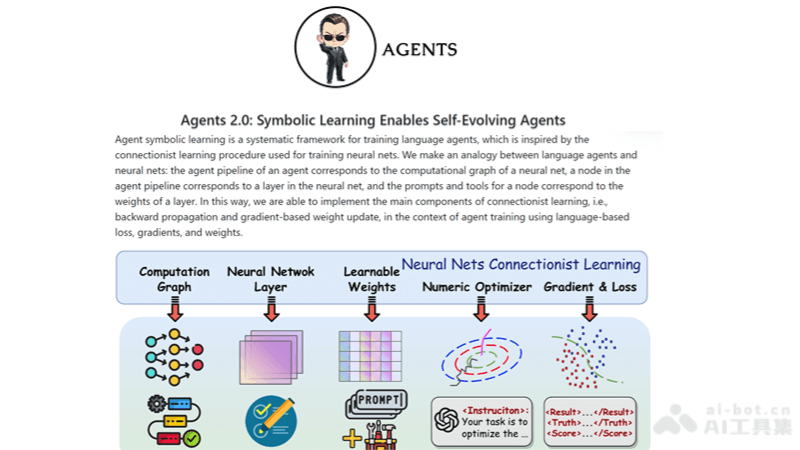 AGENTS
Agents 2.0: Symbolic Learning Enables Self-Evolving Agents
Agent symbolic learning is a systematic framework for training language agents, which is inspired by the
connectionist learning procedure used for training neural nets. We make an analogy between language agents and
neural nets: the agent pipeline of an agent corresponds to the computational graph of a neural net, a node in the
agent pipeline corresponds to a layer in the neural net, and the prompts and tools for a node correspond to the
weights of a layer. In this way, we are able to implement the main components of connectionist learning, i.e.,
backward propagation and gradient-based weight update, in the context of agent training using language-based
loss, gradients, and weights.
Neural Nets Connectionist Learning
Computation
Graph
Neural Netwok
Layer
Learnable
Weights
Numeric Optimizer
Gradient & Loss
PROMPT
<Instruciton>:
Your task is to
optimize the ...
<Result>...</Result>
<Truth>...</Truth>
<Score>...</Score>
ai-bot.cn
AI工具集